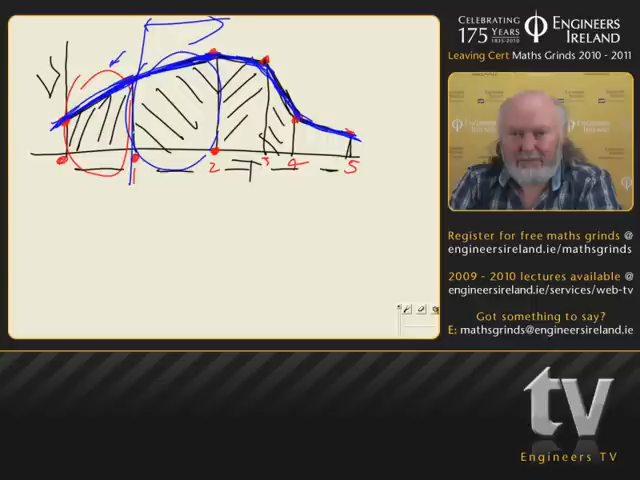 CELEBRATING
175 YEARS
1835-2010
ENGINEERS
IRELAND
Leaving Cert Maths Grinds 2010 - 2011
V
T
1
2
3
4
5
Register for free maths grinds @
engineersireland.ie/mathsgrinds
2009 - 2010 lectures available @
engineersireland.ie/services/web-tv
Got something to say?
E: mathsgrinds@engineersireland.ie
tv
Engineers TV